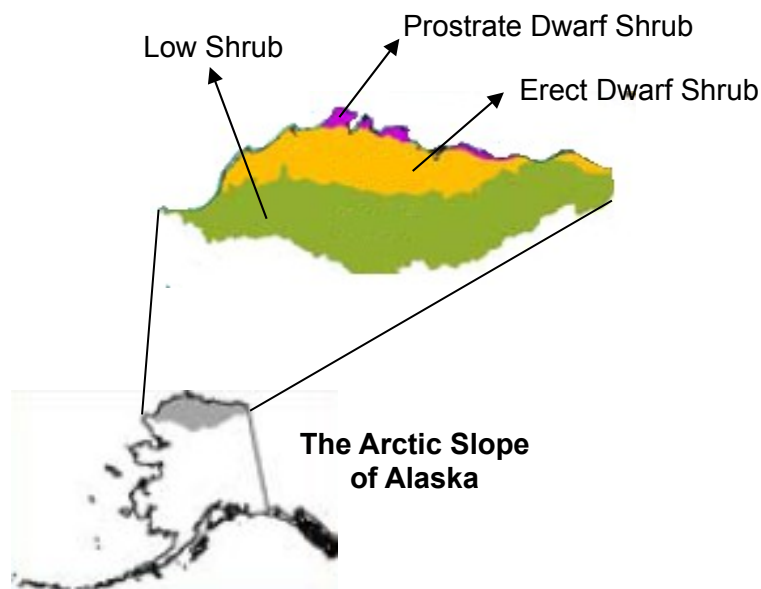 Prostrate Dwarf Shrub
Low Shrub
Erect Dwarf Shrub
The Arctic Slope
of Alaska